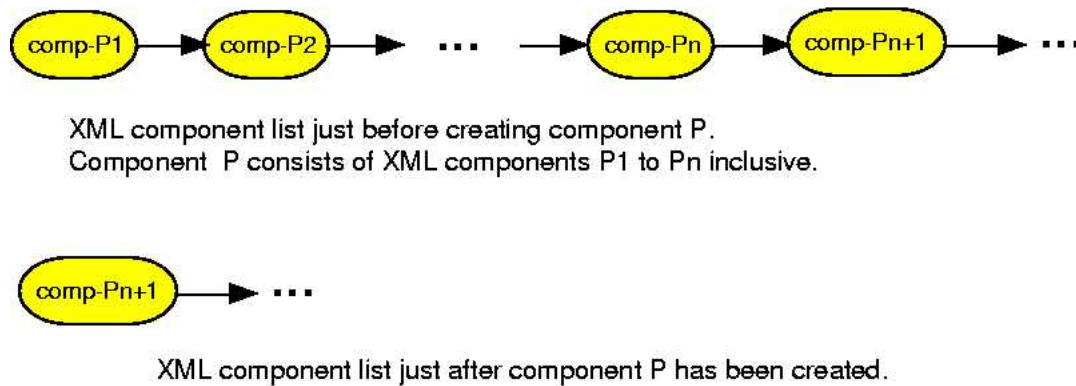 comp-P1 comp-P2 ... comp-Pn comp-Pn+1 ...
XML component list just before creating component P.
Component P consists of XML components P1 to Pn inclusive.
comp-Pn+1 ...
XML component list just after component P has been created.